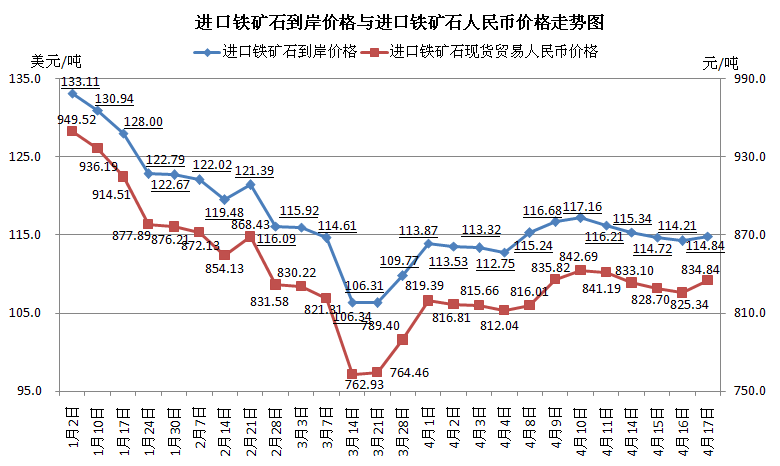 进口铁矿石到岸价格与进口铁矿石人民币价格走势图
进口铁矿石到岸价格 进口铁矿石现货贸易人民币价格
美元/吨 元/吨
135.0 990.0
125.0 930.0
115.0 870.0
105.0 810.0
95.0 750.0
133.11 130.94 128.00 122.79 122.67 122.02 119.48 121.39 116.09 115.92 114.61 106.34 106.31 109.77 113.87 113.53 113.32 112.75 115.24 116.68 117.16 116.21 115.34 114.72 114.21 114.84
949.52 936.19 914.51 877.89 876.21 872.13 854.13 868.43 831.58 830.22 821.31 762.93 764.46 789.40 819.39 816.81 815.66 812.04 816.01 835.82 842.69 841.19 833.10 828.70 825.34 834.84
1月2日 1月10日 1月17日 1月24日 1月30日 2月7日 2月14日 2月21日 2月28日 3月3日 3月7日 3月14日 3月21日 3月28日 4月1日 4月2日 4月3日 4月4日 4月8日 4月9日 4月10日 4月11日 4月14日 4月15日 4月16日 4月17日